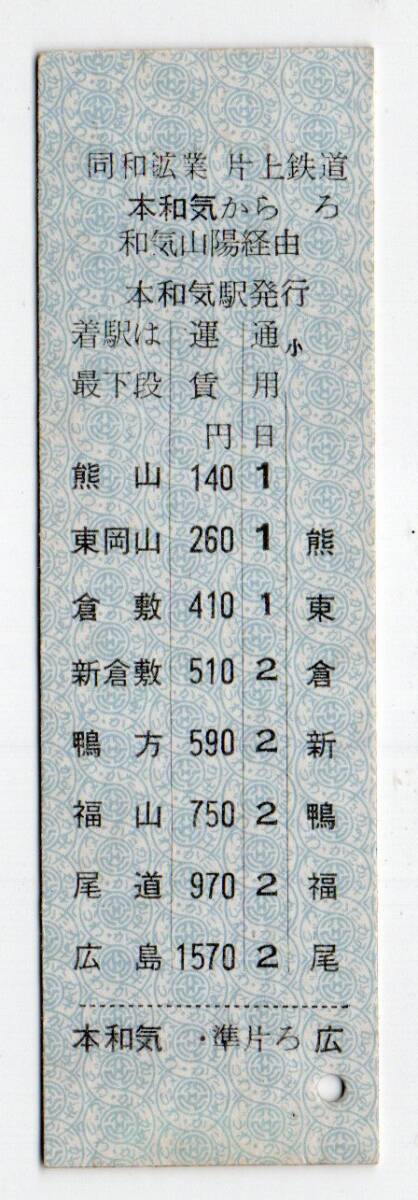 同和鉱業 片上鉄道
本和気から ろ
和気山陽経由
本和気駅発行
着駅は 運 通 小
最下段 賃 用
円 日
熊山 140 1
東岡山 260 1 熊
倉敷 410 1 東
新倉敷 510 2 倉
鴨方 590 2 新
福山 750 2 鴨
尾道 970 2 福
広島 1570 2 尾
本和気 ・準片ろ 広